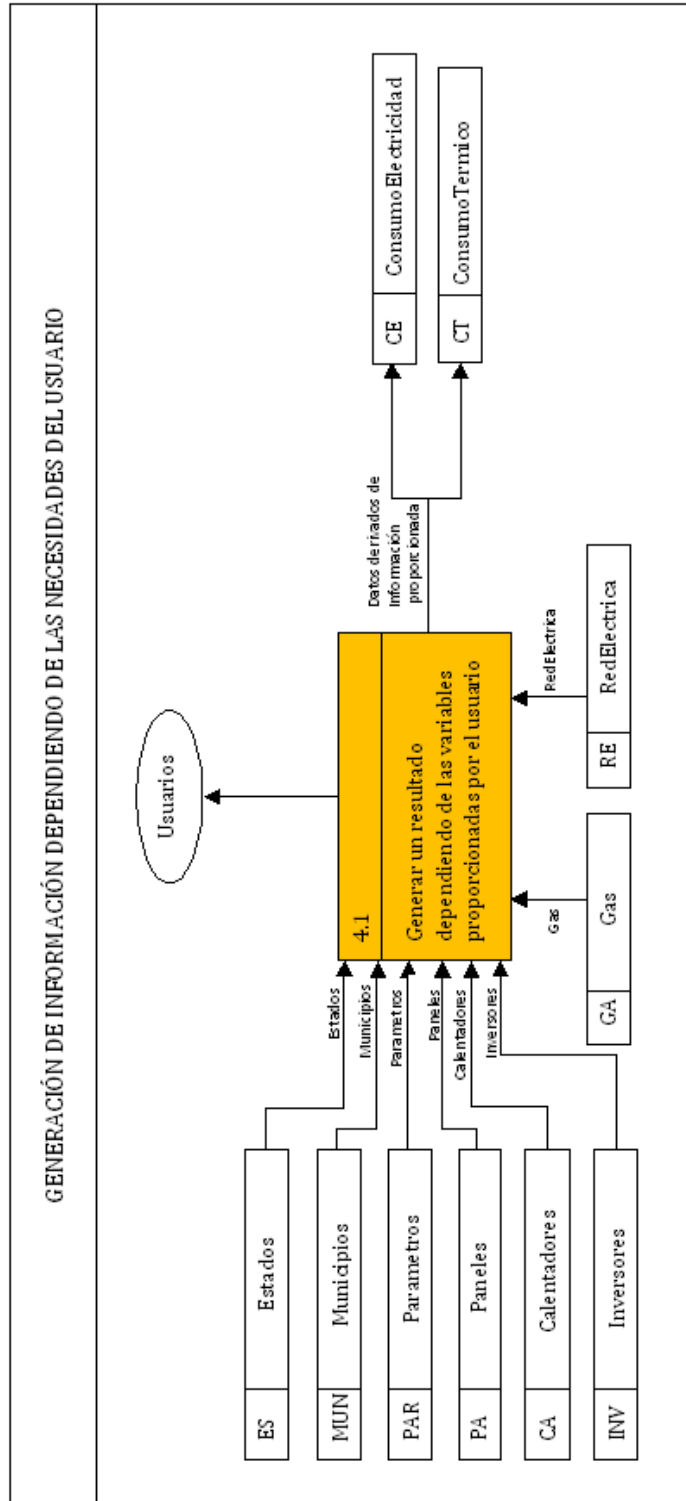 GENERACIÓN DE INFORMACIÓN DEPENDIENDO DE LAS NECESIDADES DEL USUARIO
Usuarios
ES
Estados
MUN
Municipios
PAR
Parametros
PA
Paneles
CA
Calentadores
INV
Inversores
Estados
Municipios
Parametros
Paneles
Calentadores
Inversores
4.1
Generar un resultado
dependiendo de las variables
proporcionadas por el usuario
Datos derivados de
Información
proporcionada
CE
ConsumoElectricidad
CT
ConsumoTermico
Gas
GA
Gas
RedElectrica
RE
RedElectrica